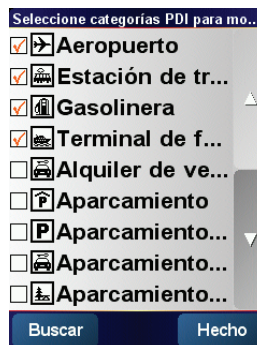 Seleccione categorías PDI para mo...
Aeropuerto
Estación de tr...
Gasolinera
Terminal de f...
Alquiler de ve...
Aparcamiento
P Aparcamiento...
Aparcamiento...
Aparcamiento...
Buscar
Hecho